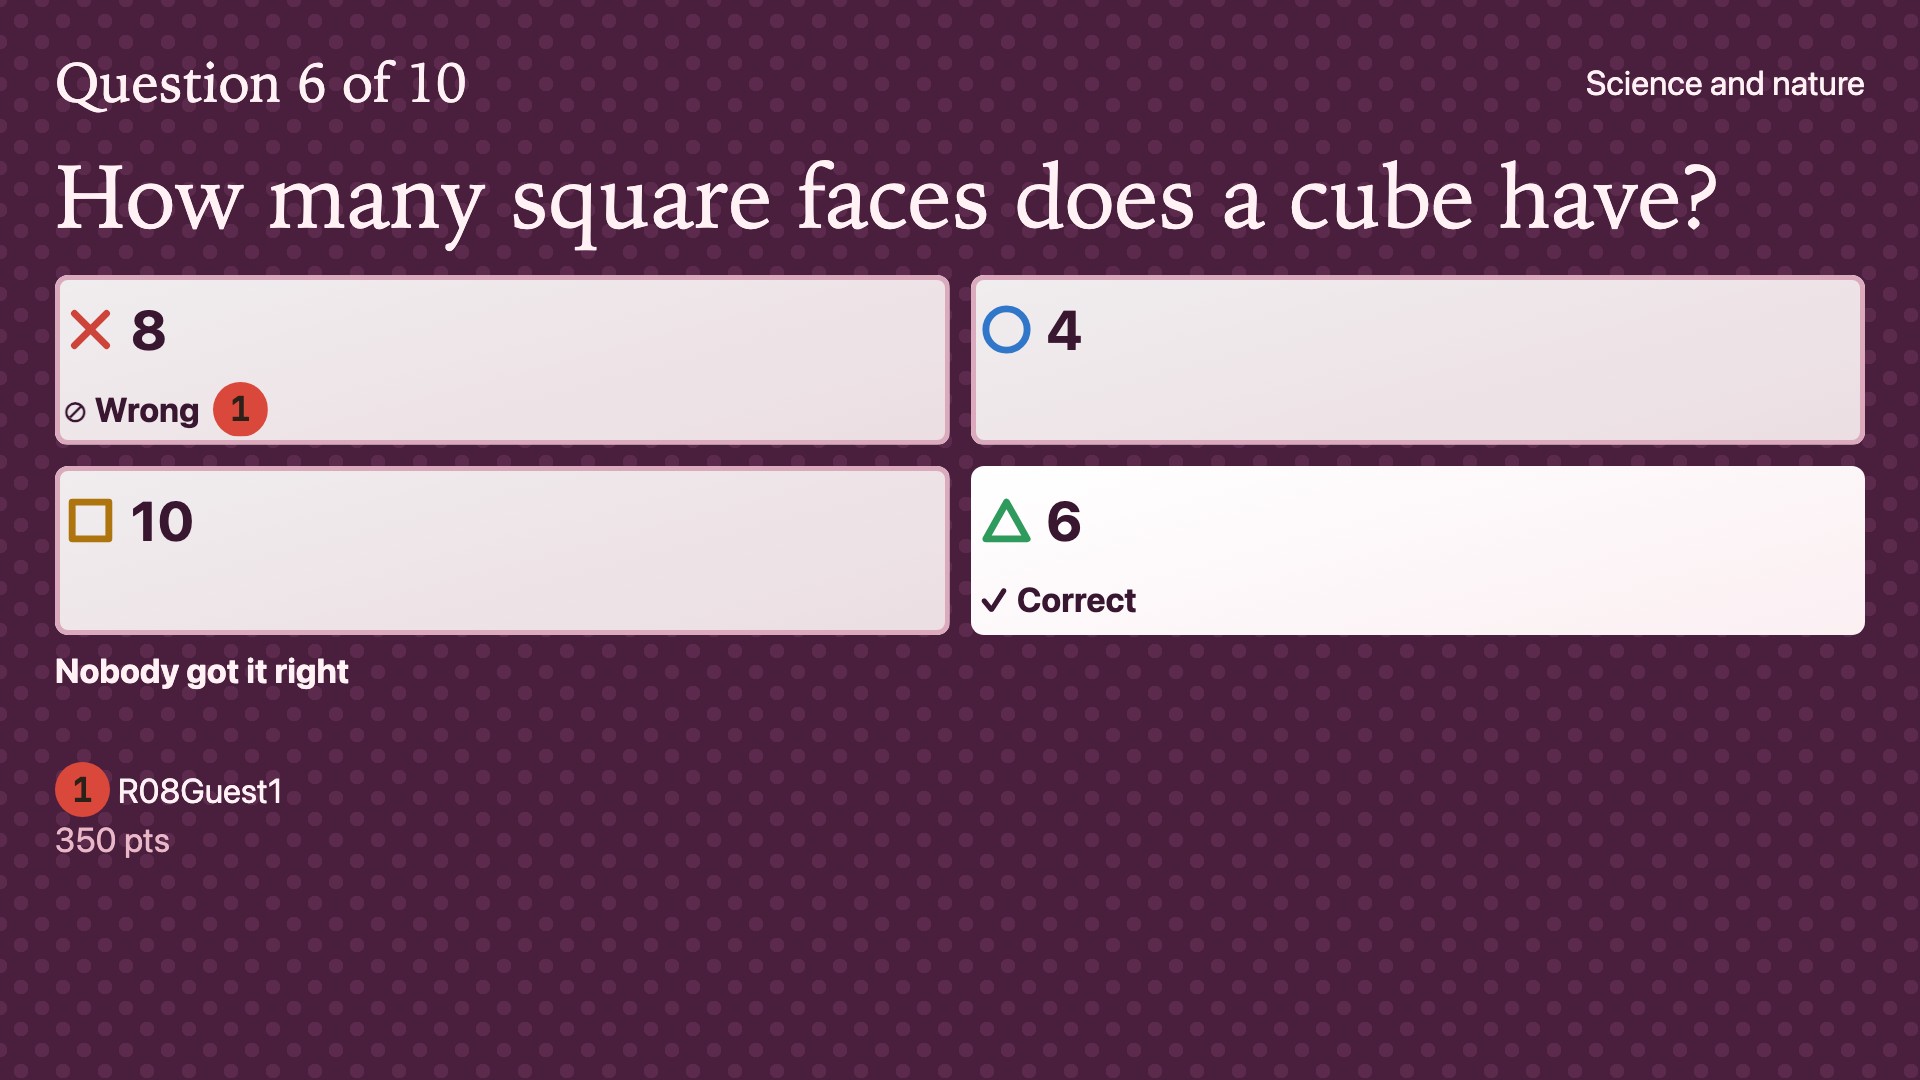 Question 6 of 10
Science and nature
How many square faces does a cube have?
8
Wrong 1
4
10
6
Correct
Nobody got it right
1 R08Guest1
350 pts